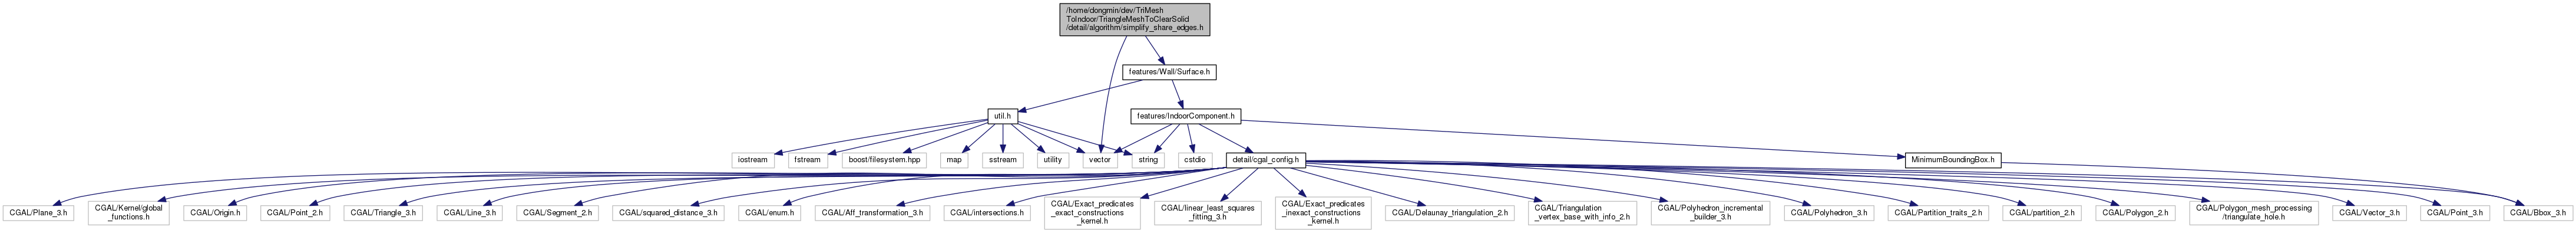 /home/dongmin/dev/TriMesh
ToIndoor/TriangleMeshToClearSolid
/detail/algorithm/simplify_share_edges.h
features/Wall/Surface.h
util.h
features/IndoorComponent.h
iostream
fstream
boost/filesystem.hpp
map
sstream
utility
vector
string
cstdio
detail/cgal_config.h
MinimumBoundingBox.h
CGAL/Plane_3.h
CGAL/Kernel/global
_functions.h
CGAL/Origin.h
CGAL/Point_2.h
CGAL/Triangle_3.h
CGAL/Line_3.h
CGAL/Segment_2.h
CGAL/squared_distance_3.h
CGAL/enum.h
CGAL/Aff_transformation_3.h
CGAL/intersections.h
CGAL/Exact_predicates
_exact_constructions
_kernel.h
CGAL/linear_least_squares
_fitting_3.h
CGAL/Exact_predicates
_inexact_constructions
_kernel.h
CGAL/Delaunay_triangulation_2.h
CGAL/Triangulation
_vertex_base_with_info_2.h
CGAL/Polyhedron_incremental
_builder_3.h
CGAL/Polyhedron_3.h
CGAL/Partition_traits_2.h
CGAL/partition_2.h
CGAL/Polygon_2.h
CGAL/Polygon_mesh_processing
/triangulate_hole.h
CGAL/Vector_3.h
CGAL/Point_3.h
CGAL/Bbox_3.h